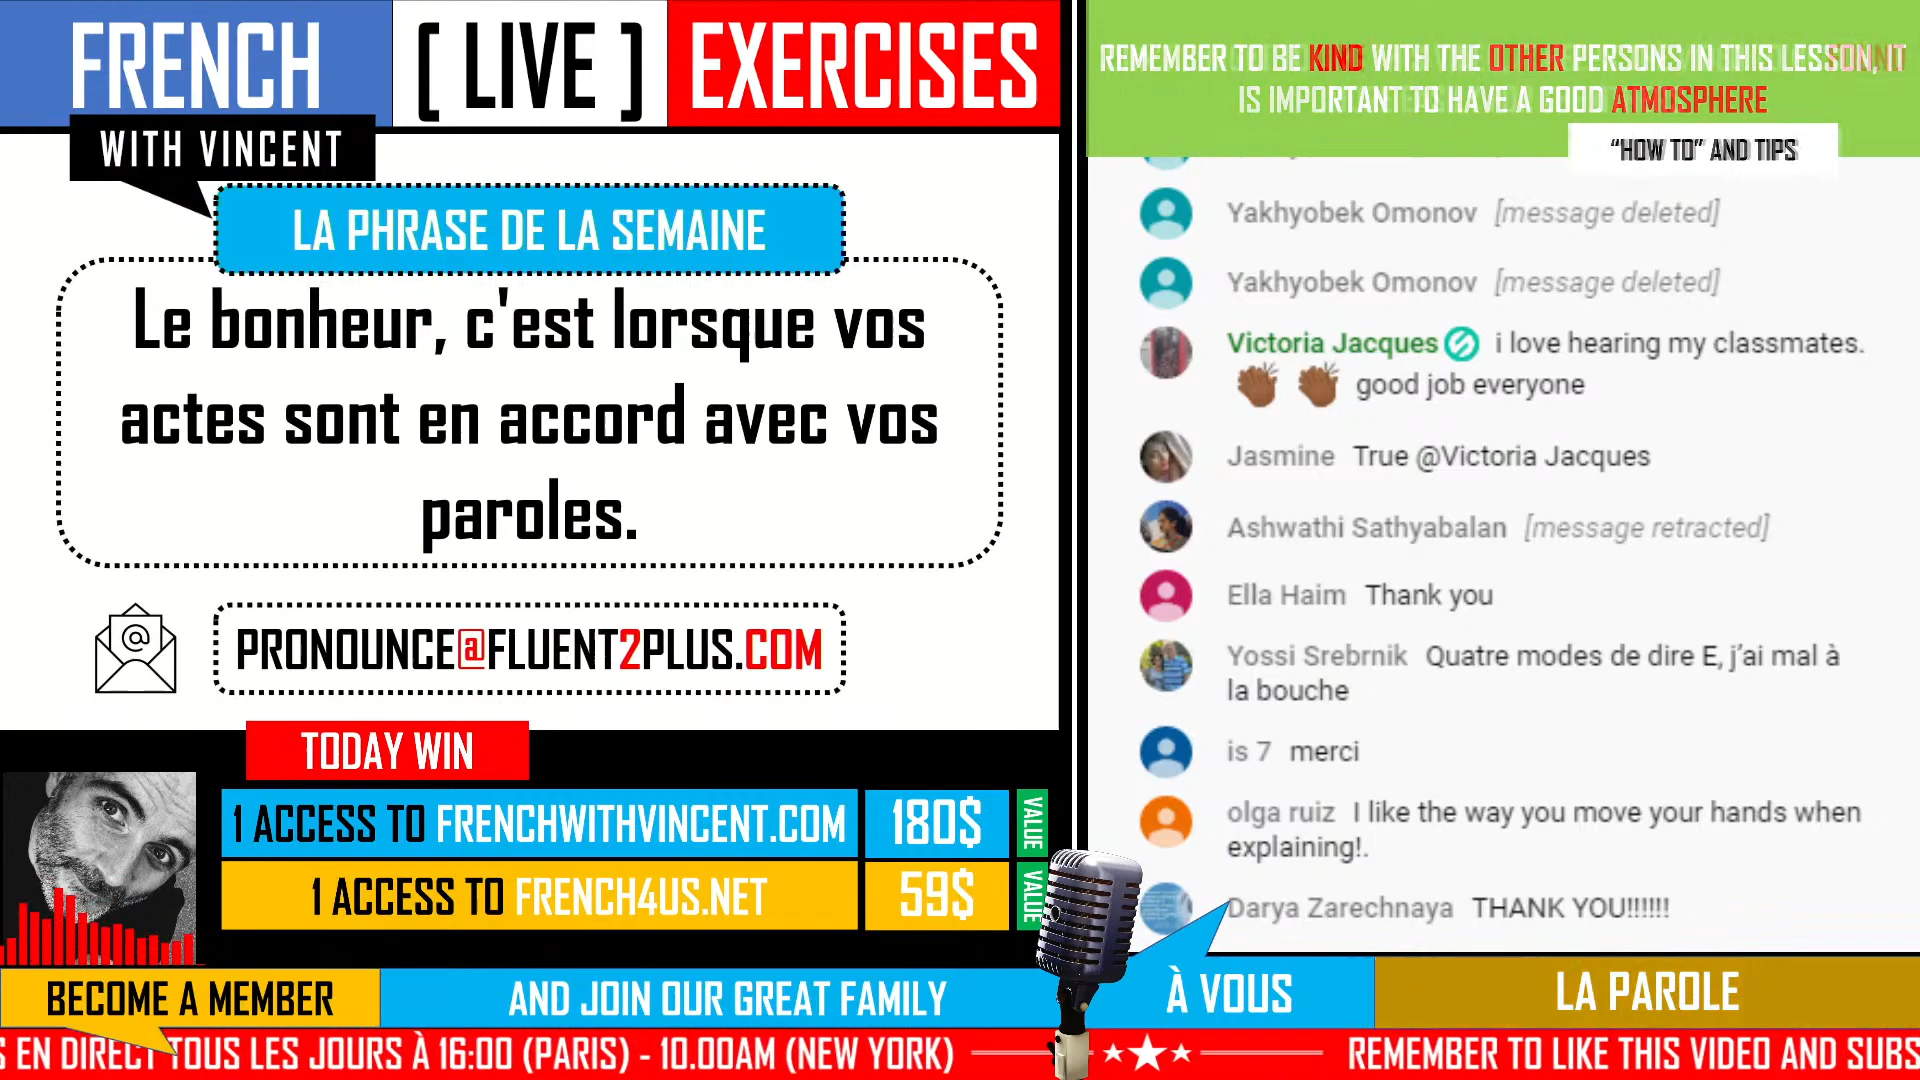 FRENCH [ LIVE ] EXERCISES
WITH VINCENT
LA PHRASE DE LA SEMAINE
Le bonheur, c'est lorsque vos
actes sont en accord avec vos
paroles.
PRONOUNCE@FLUENT2PLUS.COM
TODAY WIN
1 ACCESS TO FRENCHWITHVINCENT.COM 180$ VALUE
1 ACCESS TO FRENCH4US.NET 59$ VALUE
BECOME A MEMBER AND JOIN OUR GREAT FAMILY
REMEMBER TO BE KIND WITH THE OTHER PERSONS IN THIS LESSON, IT
IS IMPORTANT TO HAVE A GOOD ATMOSPHERE
“HOW TO” AND TIPS
Yakhyobek Omonov [message deleted]
Yakhyobek Omonov [message deleted]
Victoria Jacques i love hearing my classmates.
good job everyone
Jasmine True @Victoria Jacques
Ashwathi Sathyabalan [message retracted]
Ella Haim Thank you
Yossi Srebrnik Quatre modes de dire E, j’ai mal à
la bouche
is 7 merci
olga ruiz I like the way you move your hands when
explaining!.
Darya Zarechnaya THANK YOU!!!!!!
À VOUS LA PAROLE
S EN DIRECT TOUS LES JOURS À 16:00 (PARIS) - 10.00AM (NEW YORK) REMEMBER TO LIKE THIS VIDEO AND SUBS